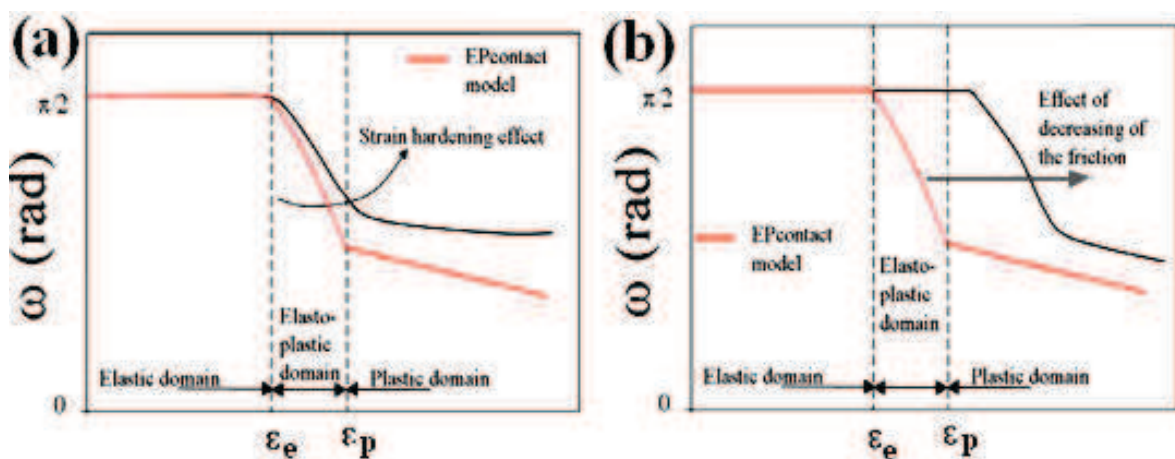 (a)
EPcontact
model
π 2
Strain hardening effect
ω (rad)
Elasto-
plastic
domain
Elastic domain
Plastic domain
0
εe
εp
(b)
π 2
Effect of
decreasing of
the friction
ω (rad)
EPcontact
model
Elasto-
plastic
domain
Elastic domain
Plastic domain
0
εe
εp